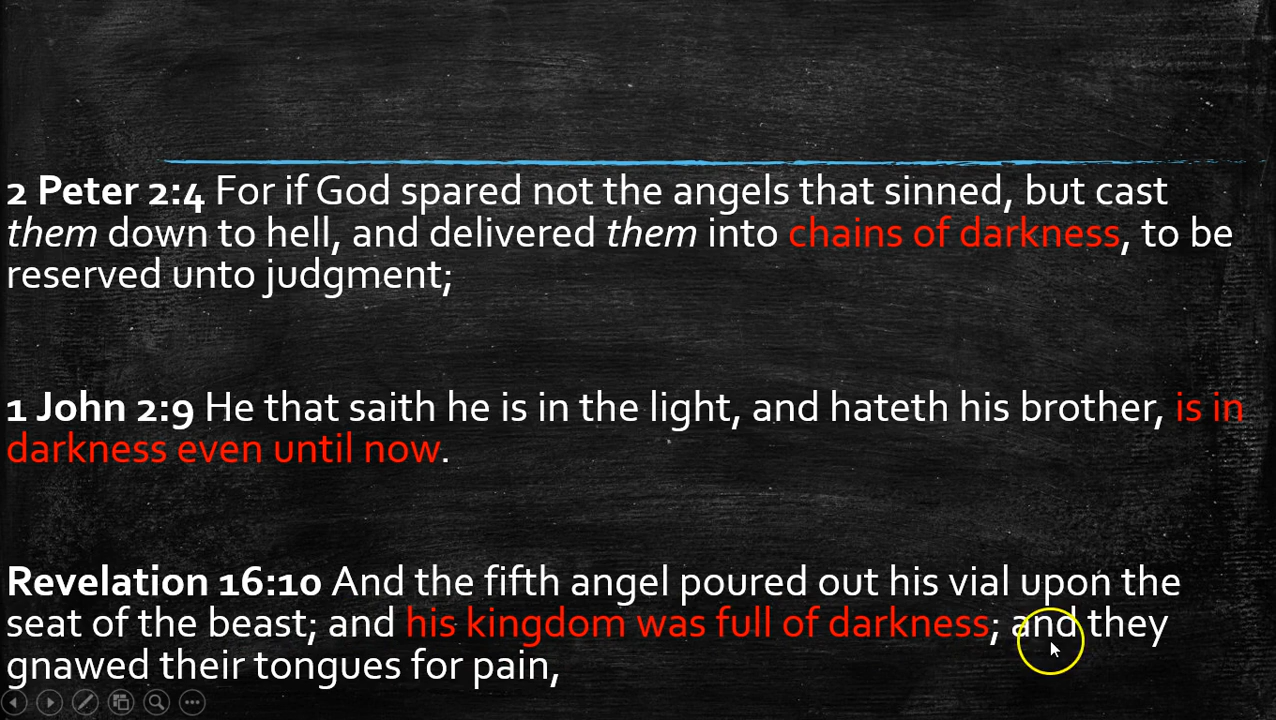 2 Peter 2:4 For if God spared not the angels that sinned, but cast
them down to hell, and delivered them into chains of darkness, to be
reserved unto judgment;
1 John 2:9 He that saith he is in the light, and hateth his brother, is in
darkness even until now.
Revelation 16:10 And the fifth angel poured out his vial upon the
seat of the beast; and his kingdom was full of darkness; and they
gnawed their tongues for pain,